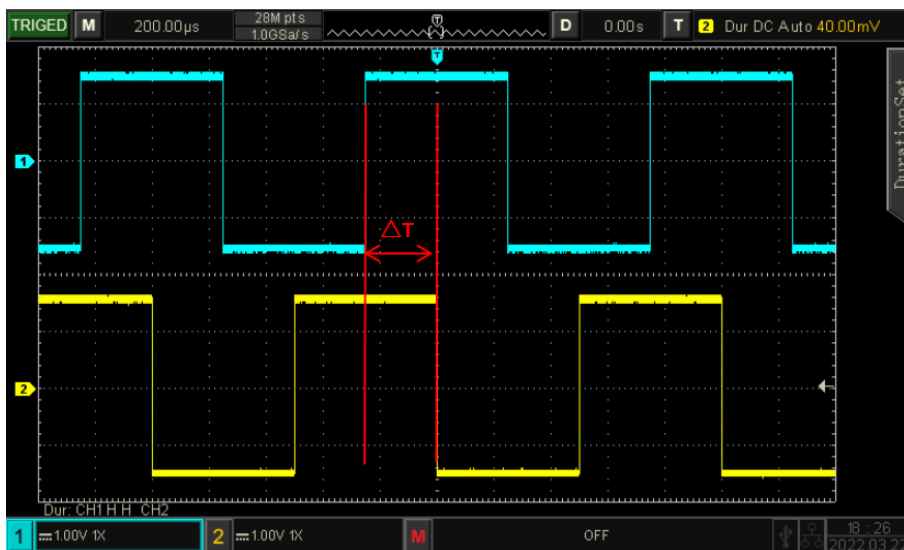 TRIGED M 200.00μs 28M pts D 0.00s T 2 Dur DC Auto 40.00mV
1.0GSa/s
T
T
DurationSet
1
△T
2
Dur: CH1 H H CH2
1 1.00V 1X 2 1.00V 1X M OFF 18:26
2022.03.22